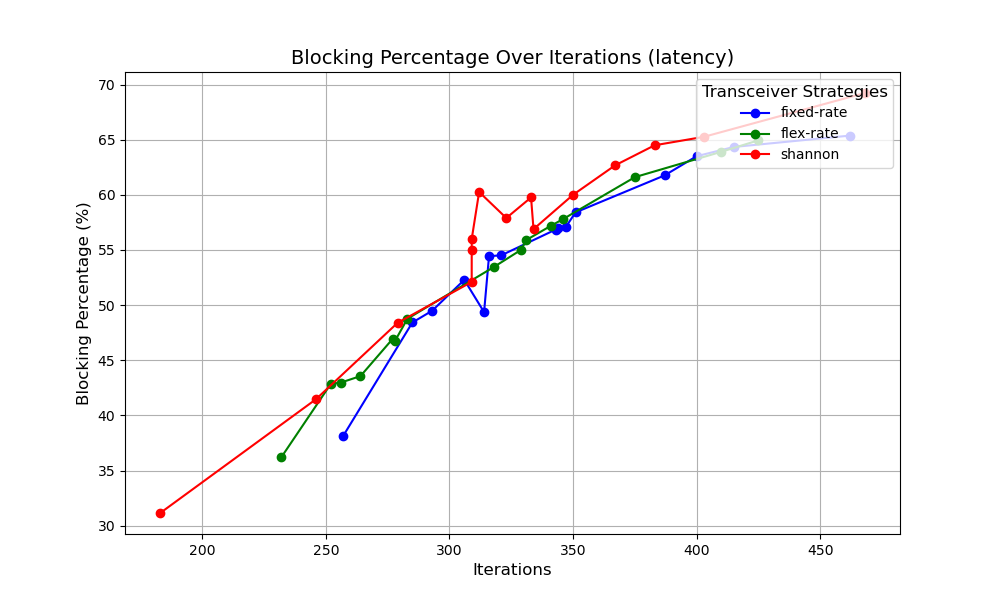 Blocking Percentage Over Iterations (latency)
Transceiver Strategies
fixed-rate
flex-rate
shannon
Blocking Percentage (%)
70
65
60
55
50
45
40
35
30
200 250 300 350 400 450
Iterations